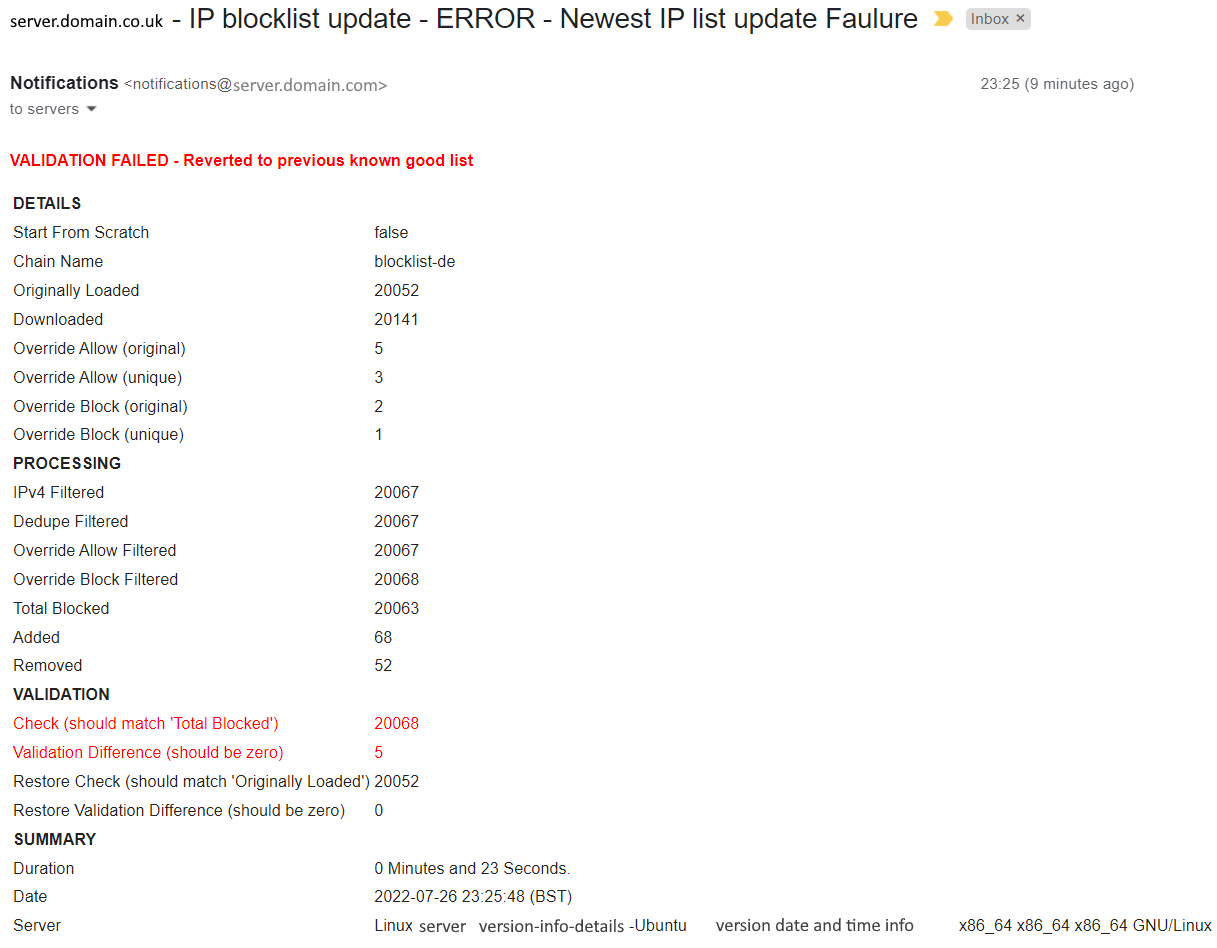 server.domain.co.uk - IP blocklist update - ERROR - Newest IP list update Faulure Inbox ×
Notifications <notifications@server.domain.com> 23:25 (9 minutes ago)
to servers
VALIDATION FAILED - Reverted to previous known good list
DETAILS
Start From Scratch false
Chain Name blocklist-de
Originally Loaded 20052
Downloaded 20141
Override Allow (original) 5
Override Allow (unique) 3
Override Block (original) 2
Override Block (unique) 1
PROCESSING
IPv4 Filtered 20067
Dedupe Filtered 20067
Override Allow Filtered 20067
Override Block Filtered 20068
Total Blocked 20063
Added 68
Removed 52
VALIDATION
Check (should match 'Total Blocked') 20068
Validation Difference (should be zero) 5
Restore Check (should match 'Originally Loaded') 20052
Restore Validation Difference (should be zero) 0
SUMMARY
Duration 0 Minutes and 23 Seconds.
Date 2022-07-26 23:25:48 (BST)
Server Linux server version-info-details -Ubuntu version date and time info x86_64 x86_64 x86_64 GNU/Linux